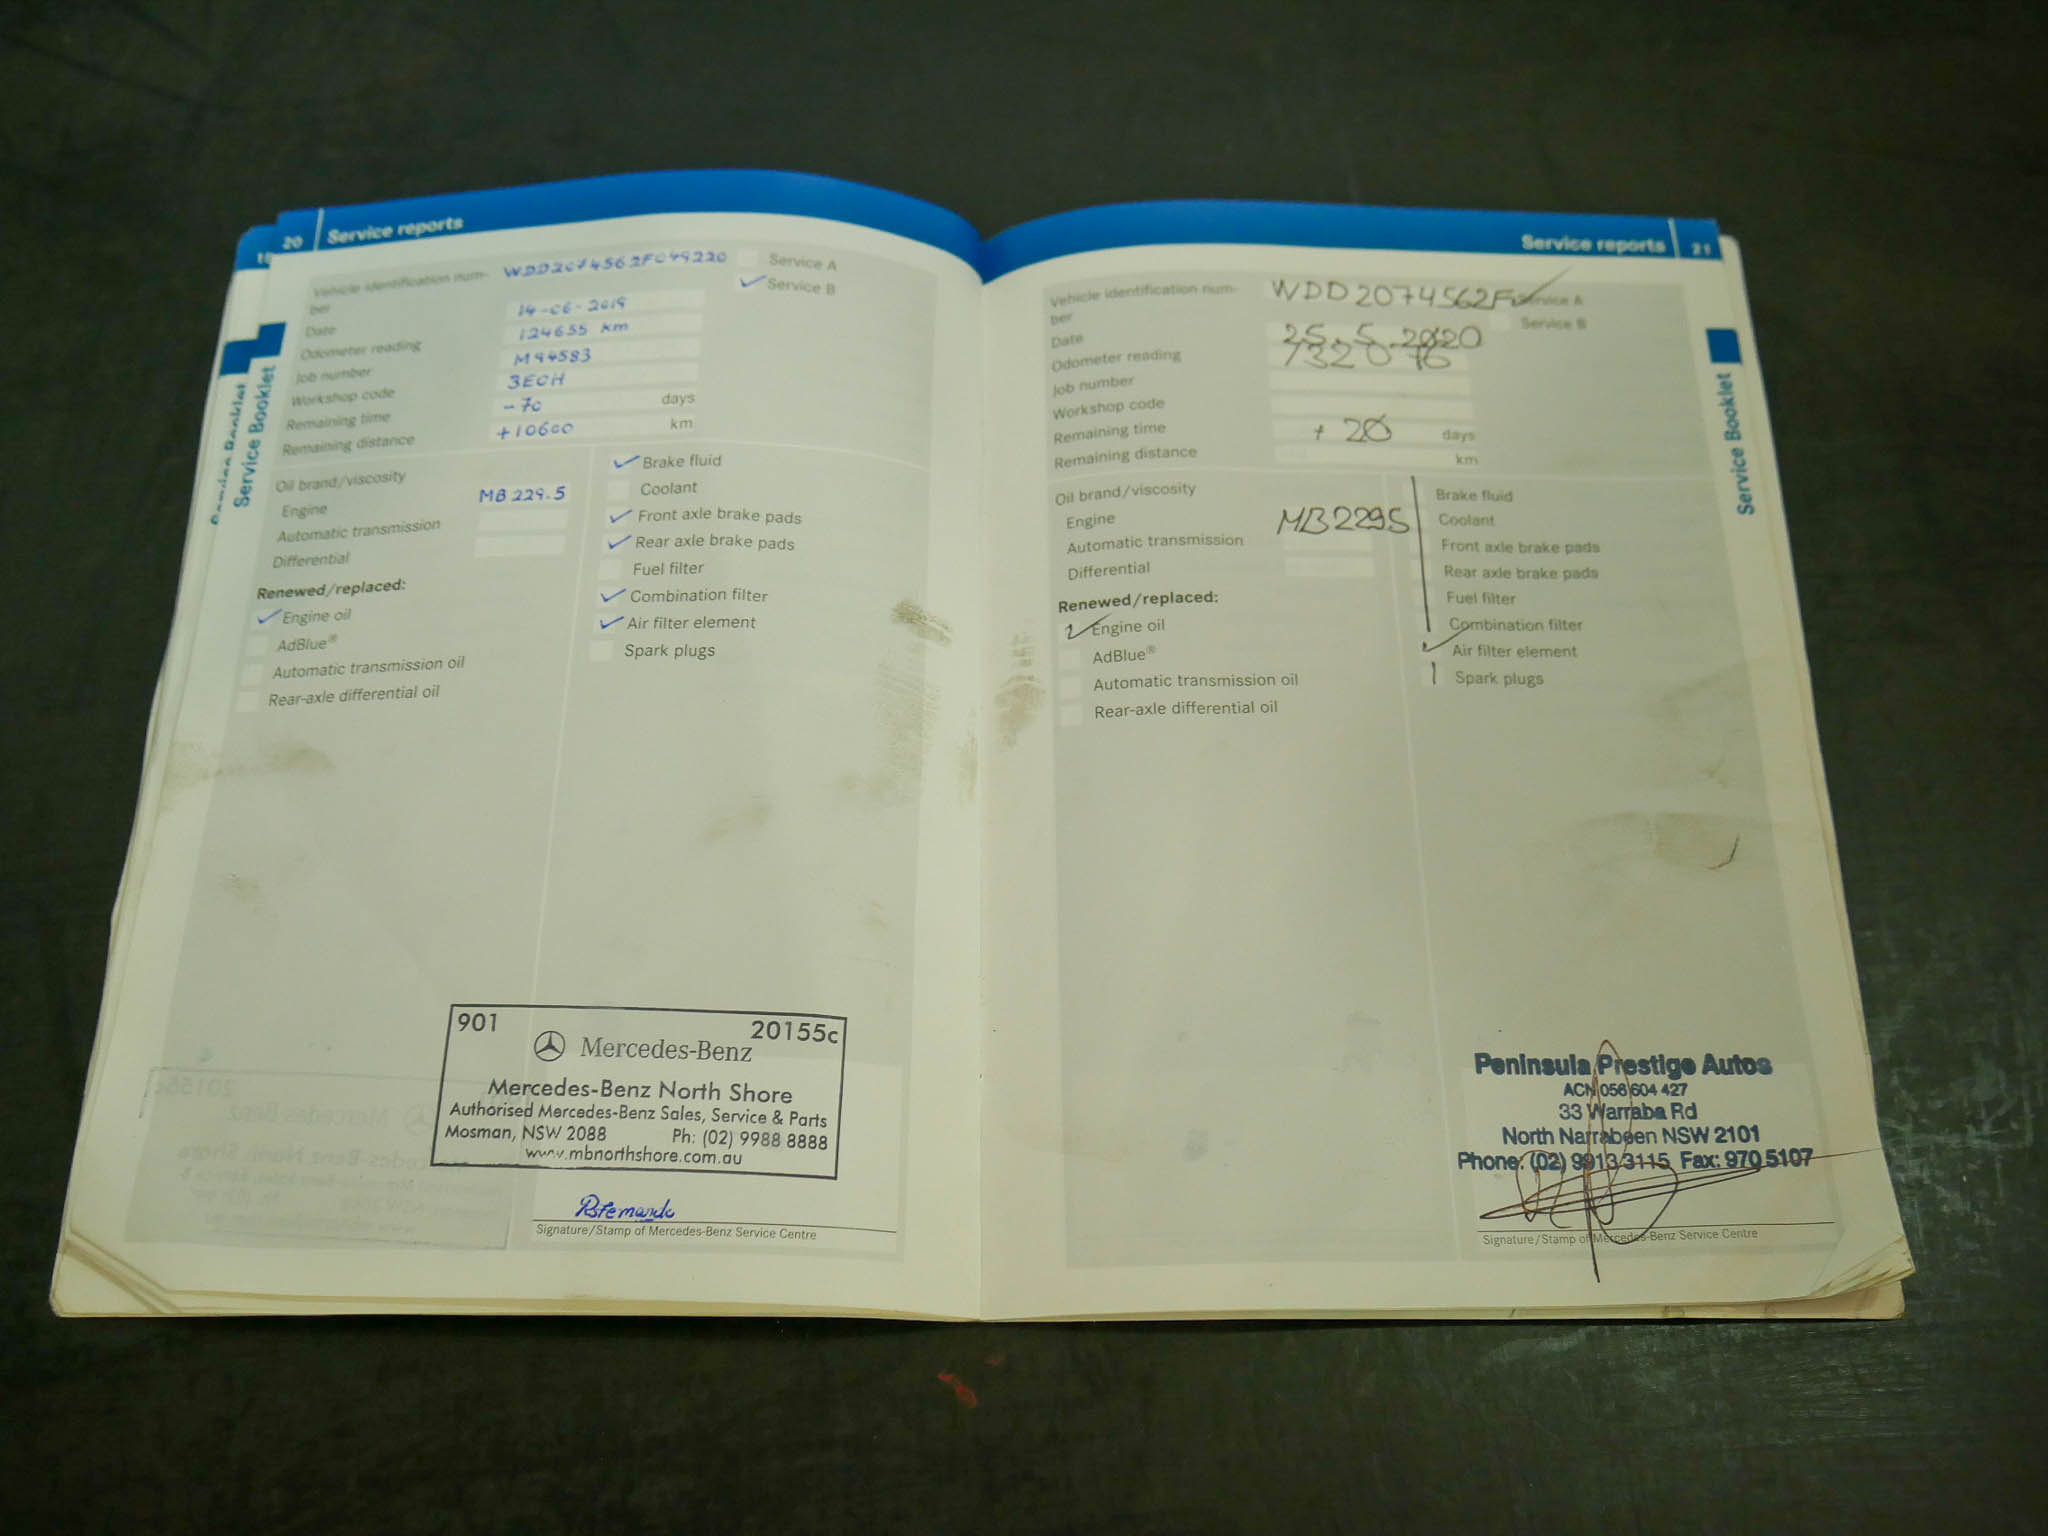 20 Service reports
Vehicle identification num-
ber
WDD2074562F049220
Service A
Service B
Date 14-06-2019
Odometer reading 124655 km
Job number M94583
Workshop code 3ECH
Remaining time -70 days
Remaining distance +10600 km
Oil brand/viscosity
Engine MB 229.5
Automatic transmission
Differential
Renewed/replaced:
Engine oil
AdBlue®
Automatic transmission oil
Rear-axle differential oil
Brake fluid
Coolant
Front axle brake pads
Rear axle brake pads
Fuel filter
Combination filter
Air filter element
Spark plugs
901 20155c
Mercedes-Benz
Mercedes-Benz North Shore
Authorised Mercedes-Benz Sales, Service & Parts
Mosman, NSW 2088 Ph: (02) 9988 8888
www.mbnorthshore.com.au
Signature/Stamp of Mercedes-Benz Service Centre
Service Booklet
Service reports 21
Vehicle identification num-
ber
WDD2074562F
Service A
Service B
Date 25.5.2020
Odometer reading 132076
Job number
Workshop code
Remaining time + 20 days
Remaining distance km
Oil brand/viscosity
Engine MB2295
Automatic transmission
Differential
Renewed/replaced:
Engine oil
AdBlue®
Automatic transmission oil
Rear-axle differential oil
Brake fluid
Coolant
Front axle brake pads
Rear axle brake pads
Fuel filter
Combination filter
Air filter element
Spark plugs
Peninsula Prestige Autos
ACN 056 604 427
33 Warraba Rd
North Narrabeen NSW 2101
Phone: (02) 9913 3115 Fax: 970 5107
Signature/Stamp of Mercedes-Benz Service Centre
Service Booklet